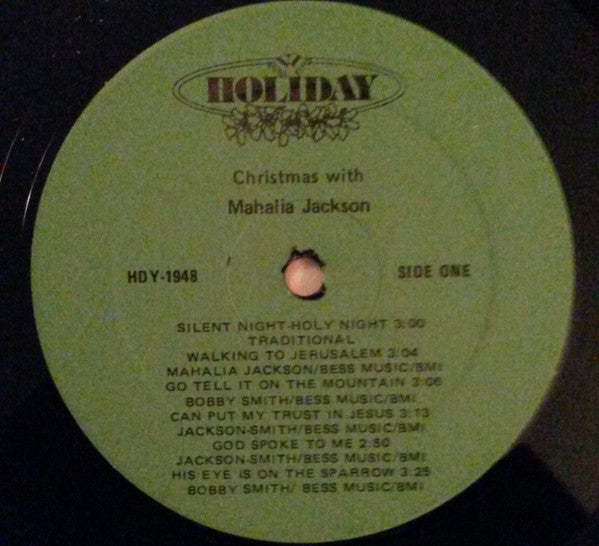 HOLIDAY
Christmas with
Mahalia Jackson
HDY-1948 SIDE ONE
SILENT NIGHT-HOLY NIGHT 3:00
TRADITIONAL
WALKING TO JERUSALEM 3:04
MAHALIA JACKSON/BESS MUSIC/BMI
GO TELL IT ON THE MOUNTAIN 3:06
BOBBY SMITH/BESS MUSIC/BMI
CAN PUT MY TRUST IN JESUS 3:13
JACKSON-SMITH/BESS MUSIC/BMI
GOD SPOKE TO ME 2:50
JACKSON-SMITH/BESS MUSIC/BMI
HIS EYE IS ON THE SPARROW 3:25
BOBBY SMITH/ BESS MUSIC/BMI